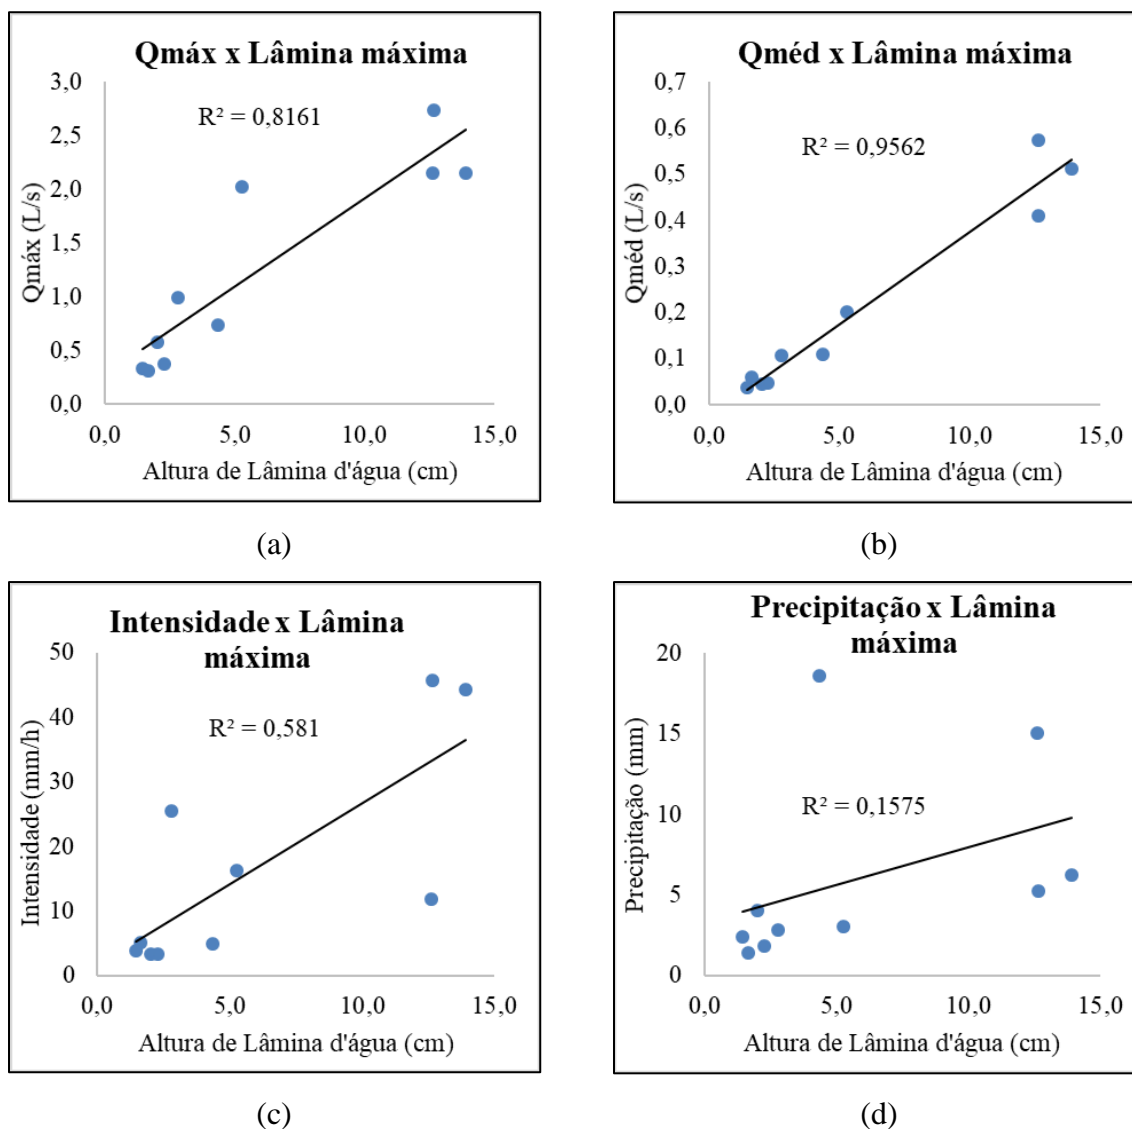 Qmáx x Lâmina máxima
3,0
2,5
2,0
1,5
1,0
0,5
0,0
R² = 0,8161
Qmáx (L/s)
0,0 5,0 10,0 15,0
Altura de Lâmina d'água (cm)
(a)
Qméd x Lâmina máxima
0,7
0,6
0,5
0,4
0,3
0,2
0,1
0,0
R² = 0,9562
Qméd (L/s)
0,0 5,0 10,0 15,0
Altura de Lâmina d'água (cm)
(b)
Intensidade x Lâmina
máxima
50
40
30
20
10
0
R² = 0,581
Intensidade (mm/h)
0,0 5,0 10,0 15,0
Altura de Lâmina d'água (cm)
(c)
Precipitação x Lâmina
máxima
20
15
10
5
0
R² = 0,1575
Precipitação (mm)
0,0 5,0 10,0 15,0
Altura de Lâmina d'água (cm)
(d)